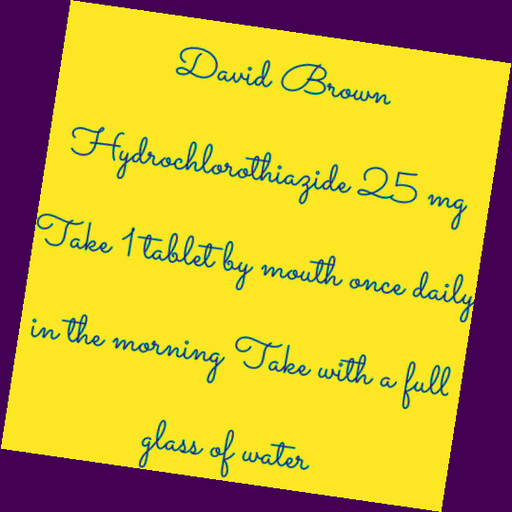 David Brown
Hydrochlorothiazide 25 mg
Take 1 tablet by mouth once daily
in the morning Take with a full
glass of water